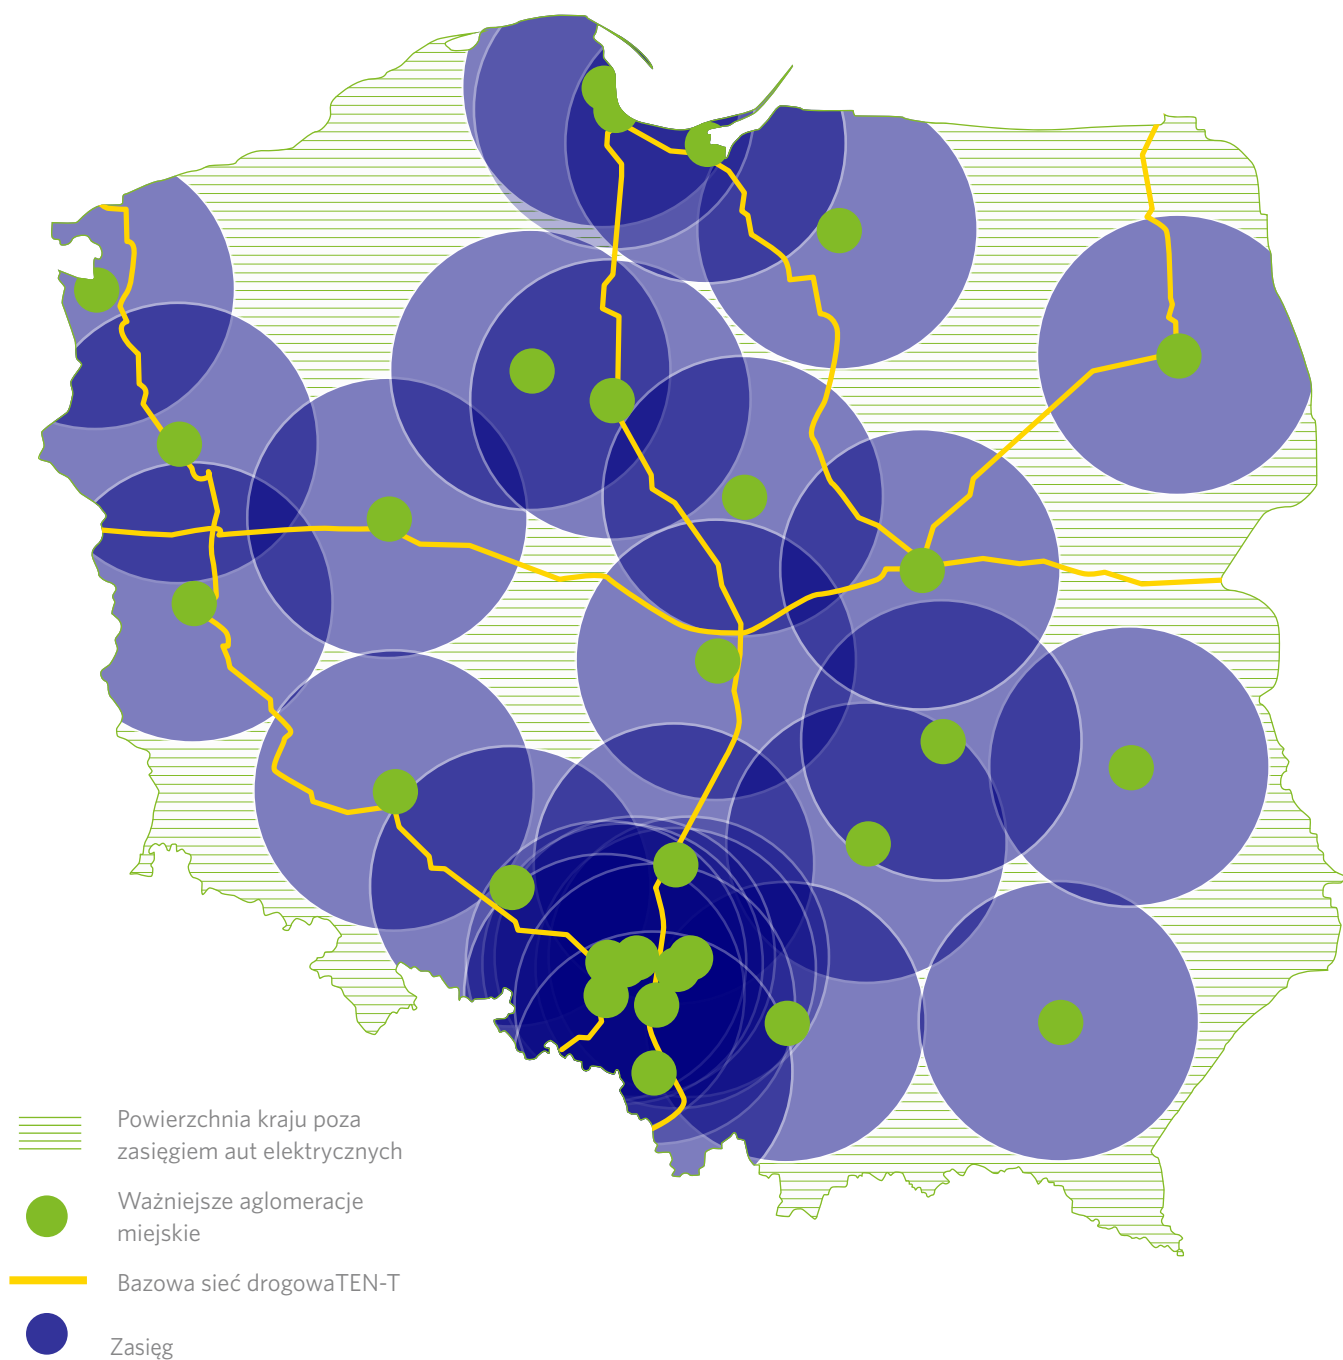 Powierzchnia kraju poza
zasięgiem aut elektrycznych
Ważniejsze aglomeracje
miejskie
Bazowa sieć drogowaTEN-T
Zasięg